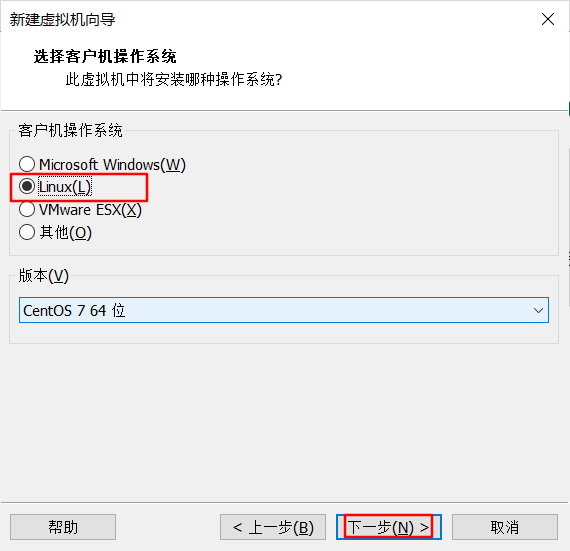 新建虚拟机向导
选择客户机操作系统
此虚拟机中将安装哪种操作系统?
客户机操作系统
Microsoft Windows(W)
Linux(L)
VMware ESX(X)
其他(O)
版本(V)
CentOS 7 64 位
帮助
< 上一步(B)
下一步(N) >
取消